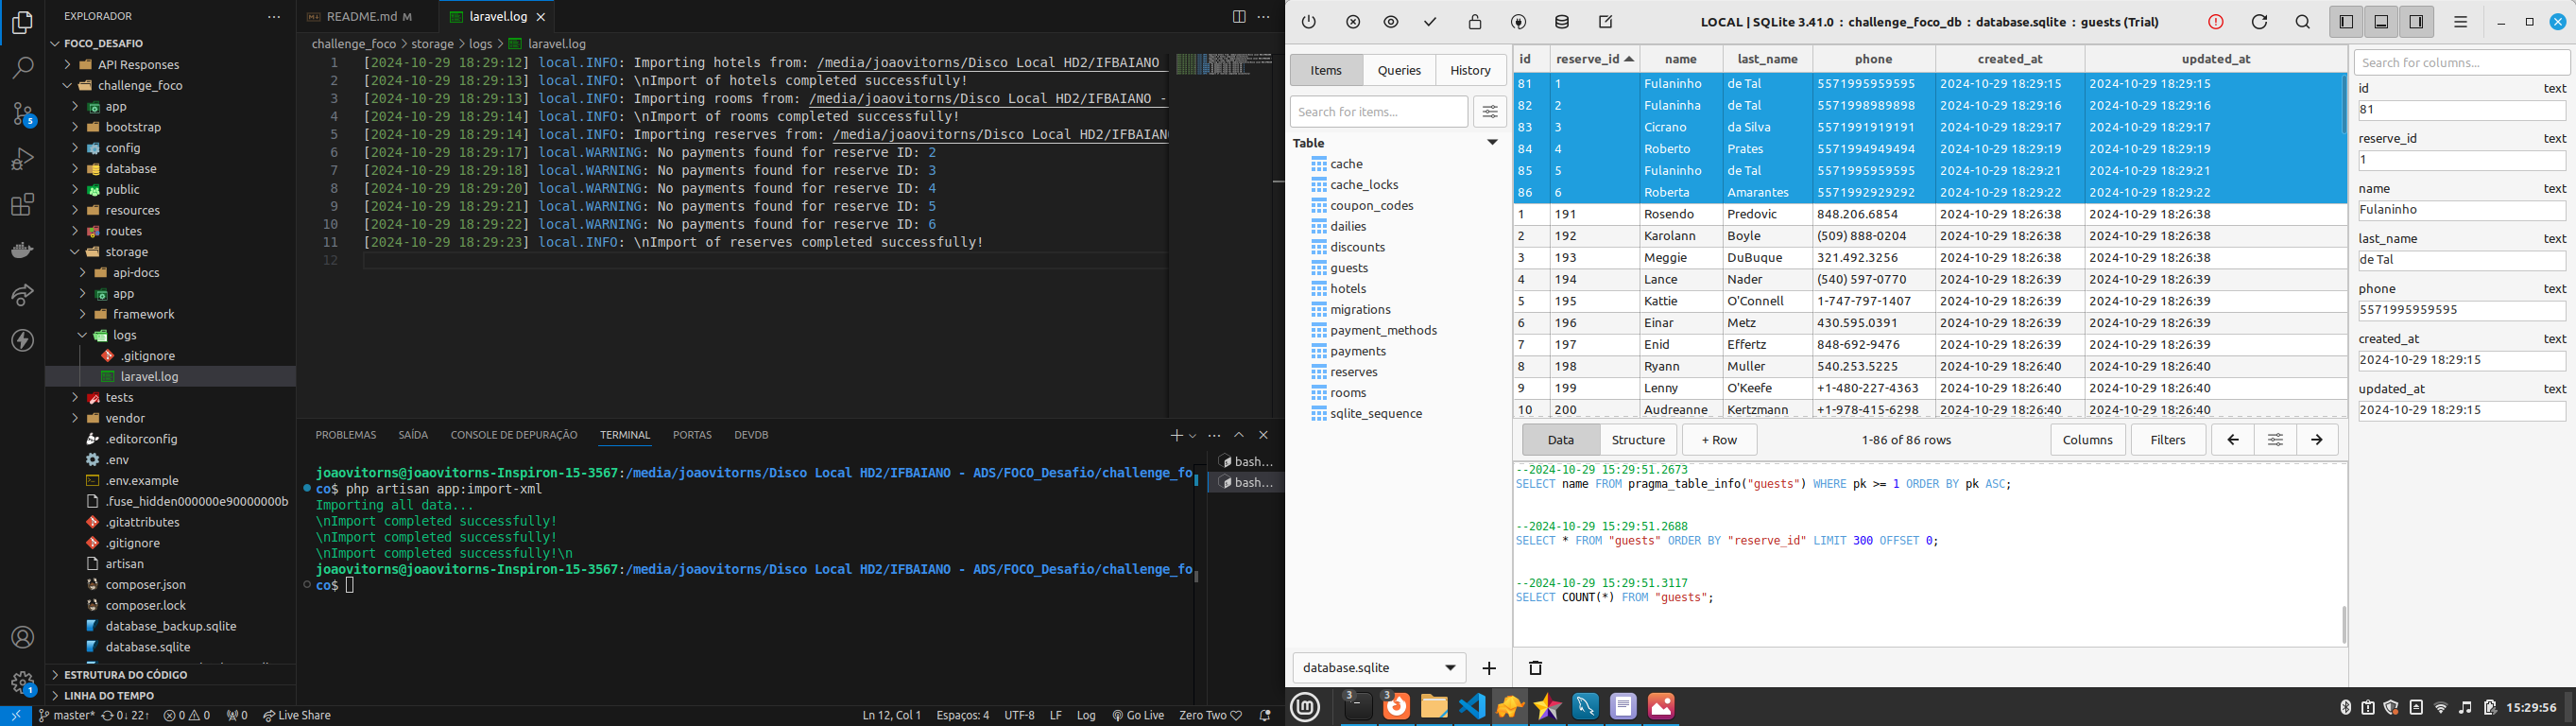 EXPLORADOR
FOCO_DESAFIO
API Responses
challenge_foco
app
bootstrap
config
database
public
resources
routes
storage
api-docs
app
framework
logs
.gitignore
laravel.log
tests
vendor
.editorconfig
.env
.env.example
.fuse_hidden000000e90000000b
.gitattributes
.gitignore
artisan
composer.json
composer.lock
database_backup.sqlite
database.sqlite
ESTRUTURA DO CÓDIGO
LINHA DO TEMPO
5
1
README.md M
laravel.log
challenge_foco > storage > logs > laravel.log
1 [2024-10-29 18:29:12] local.INFO: Importing hotels from: /media/joaovitorns/Disco Local HD2/IFBAIANO
2 [2024-10-29 18:29:13] local.INFO: \nImport of hotels completed successfully!
3 [2024-10-29 18:29:13] local.INFO: Importing rooms from: /media/joaovitorns/Disco Local HD2/IFBAIANO -
4 [2024-10-29 18:29:14] local.INFO: \nImport of rooms completed successfully!
5 [2024-10-29 18:29:14] local.INFO: Importing reserves from: /media/joaovitorns/Disco Local HD2/IFBAIANO
6 [2024-10-29 18:29:17] local.WARNING: No payments found for reserve ID: 2
7 [2024-10-29 18:29:18] local.WARNING: No payments found for reserve ID: 3
8 [2024-10-29 18:29:20] local.WARNING: No payments found for reserve ID: 4
9 [2024-10-29 18:29:21] local.WARNING: No payments found for reserve ID: 5
10 [2024-10-29 18:29:22] local.WARNING: No payments found for reserve ID: 6
11 [2024-10-29 18:29:23] local.INFO: \nImport of reserves completed successfully!
12
PROBLEMAS SAÍDA CONSOLE DE DEPURAÇÃO TERMINAL PORTAS DEVDB
joaovitorns@joaovitorns-Inspiron-15-3567:/media/joaovitorns/Disco Local HD2/IFBAIANO - ADS/FOCO_Desafio/challenge_fo
co$ php artisan app:import-xml
Importing all data...
\nImport completed successfully!
\nImport completed successfully!
\nImport completed successfully!\n
joaovitorns@joaovitorns-Inspiron-15-3567:/media/joaovitorns/Disco Local HD2/IFBAIANO - ADS/FOCO_Desafio/challenge_fo
co$
bash...
bash...
master* 0↓ 22↑ 0 0 0 Live Share
Ln 12, Col 1 Espaços: 4 UTF-8 LF Log Go Live Zero Two
LOCAL | SQLite 3.41.0 : challenge_foco_db : database.sqlite : guests (Trial)
Items Queries History
Search for items...
Table
cache
cache_locks
coupon_codes
dailies
discounts
guests
hotels
migrations
payment_methods
payments
reserves
rooms
sqlite_sequence
database.sqlite
id reserve_id name last_name phone created_at updated_at
81 1 Fulaninho de Tal 5571995959595 2024-10-29 18:29:15 2024-10-29 18:29:15
82 2 Fulaninha de Tal 5571998989898 2024-10-29 18:29:16 2024-10-29 18:29:16
83 3 Cicrano da Silva 5571991919191 2024-10-29 18:29:17 2024-10-29 18:29:17
84 4 Roberto Prates 5571994949494 2024-10-29 18:29:19 2024-10-29 18:29:19
85 5 Fulaninho de Tal 5571995959595 2024-10-29 18:29:21 2024-10-29 18:29:21
86 6 Roberta Amarantes 5571992929292 2024-10-29 18:29:22 2024-10-29 18:29:22
1 191 Rosendo Predovic 848.206.6854 2024-10-29 18:26:38 2024-10-29 18:26:38
2 192 Karolann Boyle (509) 888-0204 2024-10-29 18:26:38 2024-10-29 18:26:38
3 193 Meggie DuBuque 321.492.3256 2024-10-29 18:26:38 2024-10-29 18:26:38
4 194 Lance Nader (540) 597-0770 2024-10-29 18:26:39 2024-10-29 18:26:39
5 195 Kattie O'Connell 1-747-797-1407 2024-10-29 18:26:39 2024-10-29 18:26:39
6 196 Einar Metz 430.595.0391 2024-10-29 18:26:39 2024-10-29 18:26:39
7 197 Enid Effertz 848-692-9476 2024-10-29 18:26:39 2024-10-29 18:26:39
8 198 Ryann Muller 540.253.5225 2024-10-29 18:26:40 2024-10-29 18:26:40
9 199 Lenny O'Keefe +1-480-227-4363 2024-10-29 18:26:40 2024-10-29 18:26:40
10 200 Audreanne Kertzmann +1-978-415-6298 2024-10-29 18:26:40 2024-10-29 18:26:40
Data Structure + Row 1-86 of 86 rows Columns Filters
--2024-10-29 15:29:51.2673
SELECT name FROM pragma_table_info("guests") WHERE pk >= 1 ORDER BY pk ASC;
--2024-10-29 15:29:51.2688
SELECT * FROM "guests" ORDER BY "reserve_id" LIMIT 300 OFFSET 0;
--2024-10-29 15:29:51.3117
SELECT COUNT(*) FROM "guests";
Search for columns...
id text
81
reserve_id text
1
name text
Fulaninho
last_name text
de Tal
phone text
5571995959595
created_at text
2024-10-29 18:29:15
updated_at text
2024-10-29 18:29:15
3 3
15:29:56